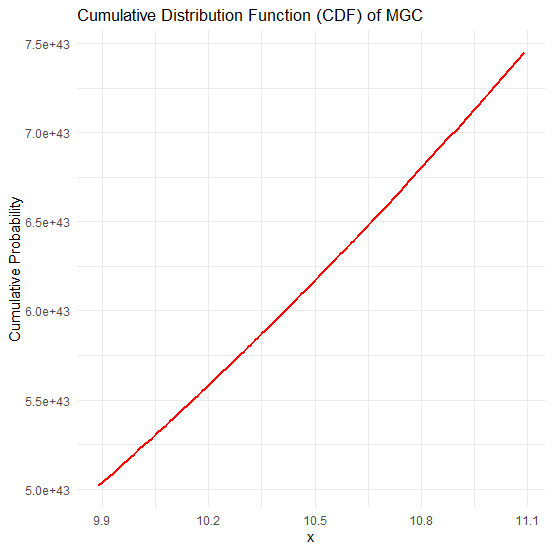 Cumulative Distribution Function (CDF) of MGC
7.5e+43
7.0e+43
6.5e+43
6.0e+43
5.5e+43
5.0e+43
Cumulative Probability
9.9 10.2 10.5 10.8 11.1
x